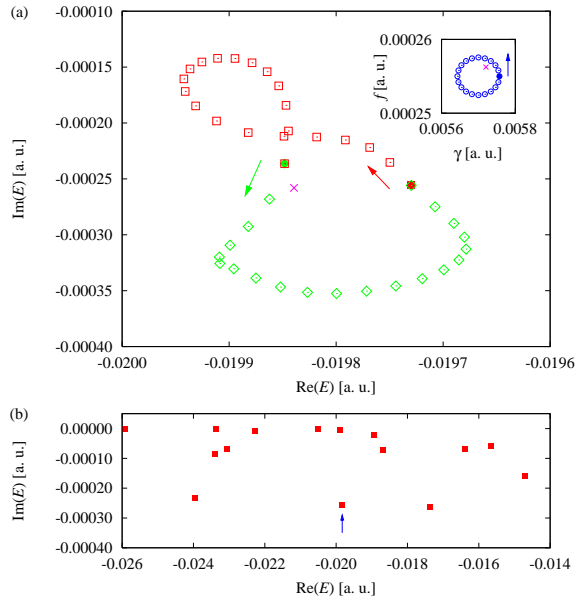 (a)
-0.00010
-0.00015
-0.00020
-0.00025
-0.00030
-0.00035
-0.00040
Im(E) [a. u.]
-0.0200 -0.0199 -0.0198 -0.0197 -0.0196
Re(E) [a. u.]
0.00026
0.00025
f [a. u.]
0.0056 0.0058
γ [a. u.]
(b)
0.00000
-0.00010
-0.00020
-0.00030
-0.00040
Im(E) [a. u.]
-0.026 -0.024 -0.022 -0.020 -0.018 -0.016 -0.014
Re(E) [a. u.]